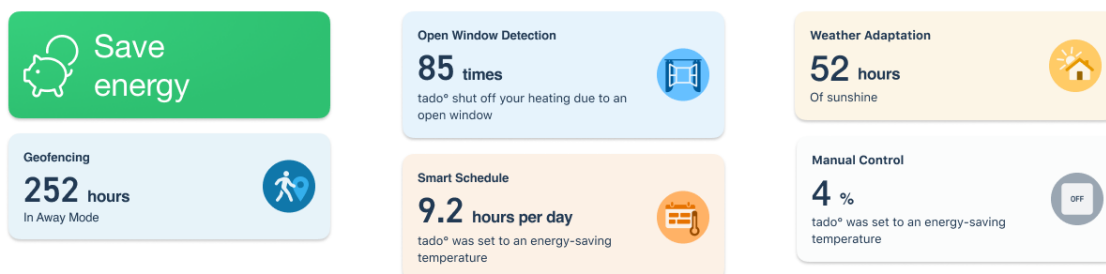 Save
energy
Geofencing
252 hours
In Away Mode
Open Window Detection
85 times
tado° shut off your heating due to an
open window
Smart Schedule
9.2 hours per day
tado° was set to an energy-saving
temperature
Weather Adaptation
52 hours
Of sunshine
Manual Control
4 %
tado° was set to an energy-saving
temperature
OFF